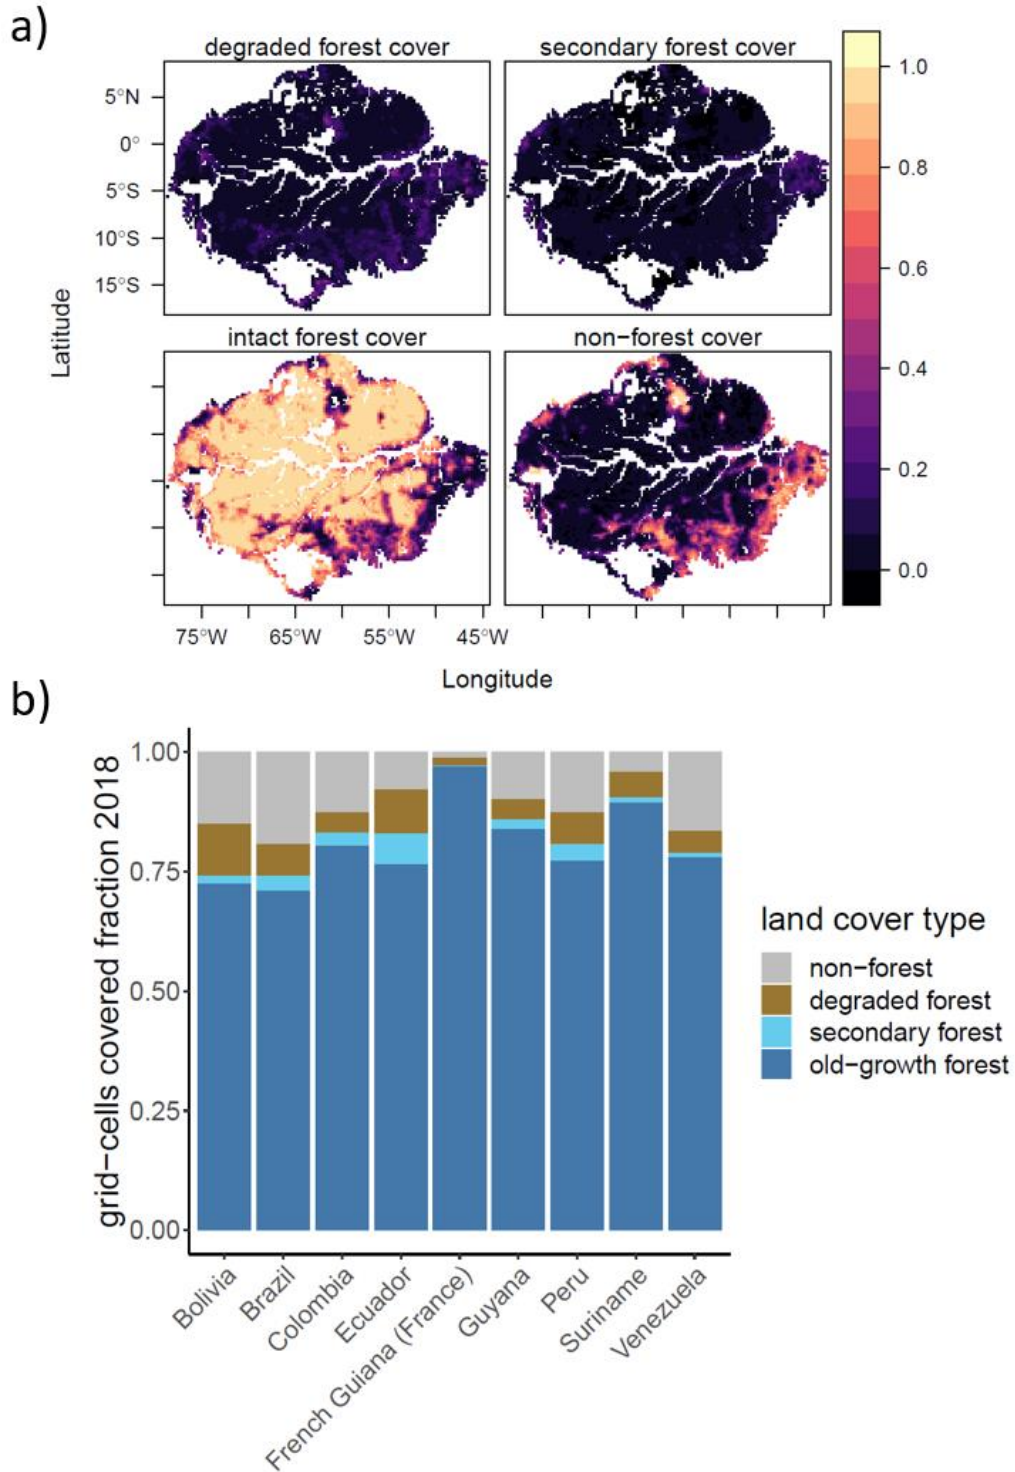 a)
degraded forest cover
secondary forest cover
5°N
0°
5°S
10°S
15°S
Latitude
intact forest cover
non−forest cover
75°W
65°W
55°W
45°W
Longitude
1.0
0.8
0.6
0.4
0.2
0.0
b)
grid−cells covered fraction 2018
1.00
0.75
0.50
0.25
0.00
Bolivia
Brazil
Colombia
Ecuador
French Guiana (France)
Guyana
Peru
Suriname
Venezuela
land cover type
non−forest
degraded forest
secondary forest
old−growth forest